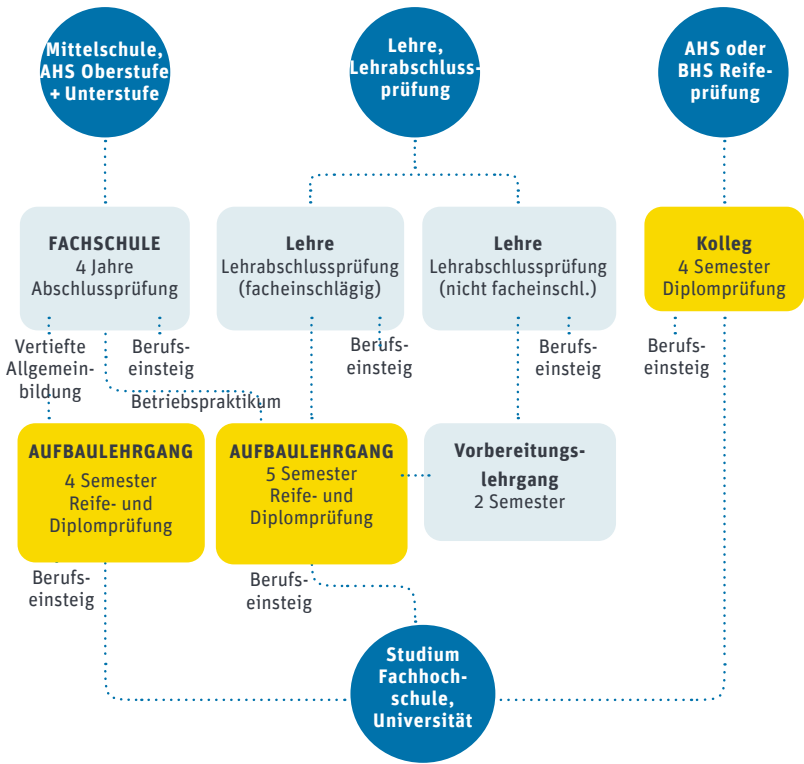 Mittelschule,
AHS Oberstufe
+ Unterstufe
Lehre,
Lehrabschluss-
prüfung
AHS oder
BHS Reife-
prüfung
FACHSCHULE
4 Jahre
Abschlussprüfung
Lehre
Lehrabschlussprüfung
(facheinschlägig)
Lehre
Lehrabschlussprüfung
(nicht facheinschl.)
Kolleg
4 Semester
Diplomprüfung
Vertiefte
Allgemein-
bildung
Berufs-
einsteig
Betriebspraktikum
Berufs-
einsteig
Berufs-
einsteig
Berufs-
einsteig
AUFBAULEHRGANG
4 Semester
Reife- und
Diplomprüfung
AUFBAULEHRGANG
5 Semester
Reife- und
Diplomprüfung
Vorbereitungs-
lehrgang
2 Semester
Berufs-
einsteig
Berufs-
einsteig
Studium
Fachhoch-
schule,
Universität